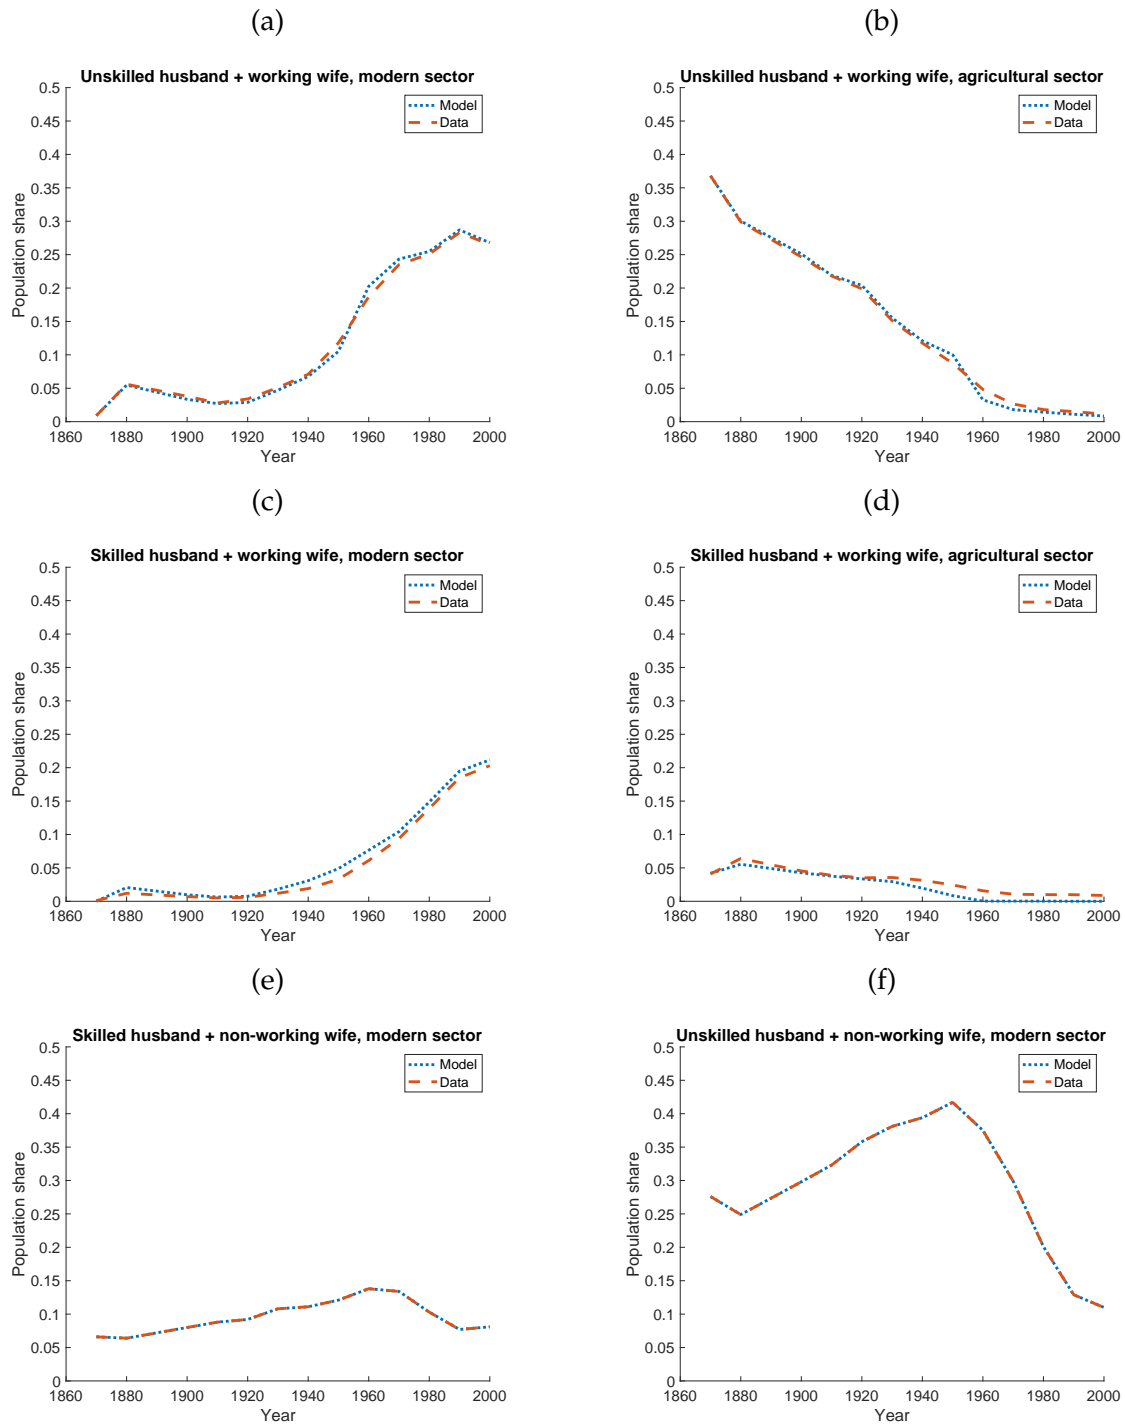 (a)
Unskilled husband + working wife, modern sector
0.5
0.45
0.4
0.35
0.3
0.25
0.2
0.15
0.1
0.05
0
Population share
Model
Data
1860 1880 1900 1920 1940 1960 1980 2000
Year
(b)
Unskilled husband + working wife, agricultural sector
0.5
0.45
0.4
0.35
0.3
0.25
0.2
0.15
0.1
0.05
0
Population share
Model
Data
1860 1880 1900 1920 1940 1960 1980 2000
Year
(c)
Skilled husband + working wife, modern sector
0.5
0.45
0.4
0.35
0.3
0.25
0.2
0.15
0.1
0.05
0
Population share
Model
Data
1860 1880 1900 1920 1940 1960 1980 2000
Year
(d)
Skilled husband + working wife, agricultural sector
0.5
0.45
0.4
0.35
0.3
0.25
0.2
0.15
0.1
0.05
0
Population share
Model
Data
1860 1880 1900 1920 1940 1960 1980 2000
Year
(e)
Skilled husband + non-working wife, modern sector
0.5
0.45
0.4
0.35
0.3
0.25
0.2
0.15
0.1
0.05
0
Population share
Model
Data
1860 1880 1900 1920 1940 1960 1980 2000
Year
(f)
Unskilled husband + non-working wife, modern sector
0.5
0.45
0.4
0.35
0.3
0.25
0.2
0.15
0.1
0.05
0
Population share
Model
Data
1860 1880 1900 1920 1940 1960 1980 2000
Year